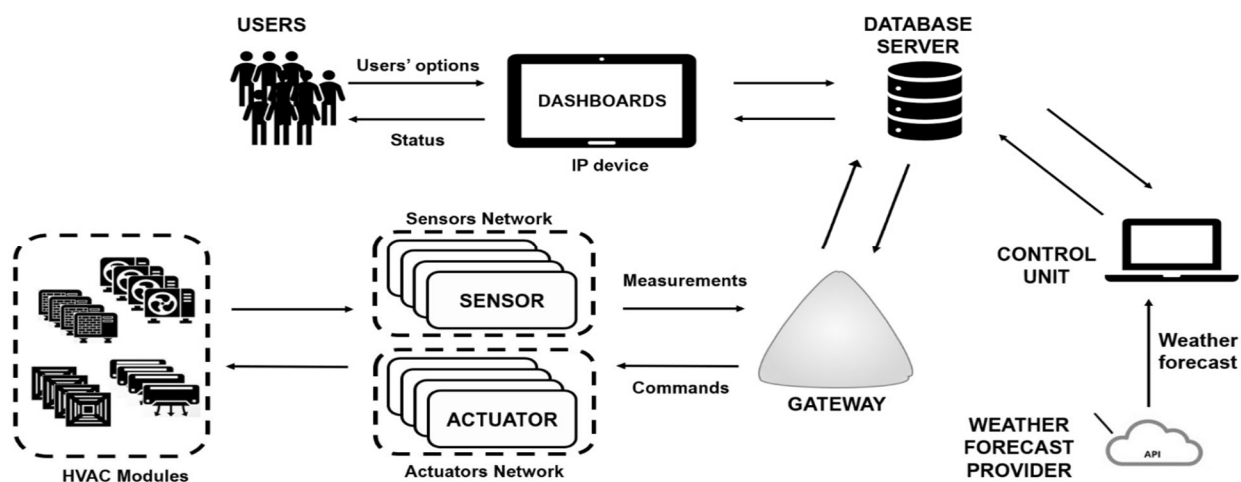 USERS
DATABASE
SERVER
Users' options
DASHBOARDS
Status
IP device
Sensors Network
SENSOR
Measurements
CONTROL
UNIT
Weather
forecast
Commands
GATEWAY
ACTUATOR
HVAC Modules
Actuators Network
WEATHER
FORECAST
PROVIDER
API